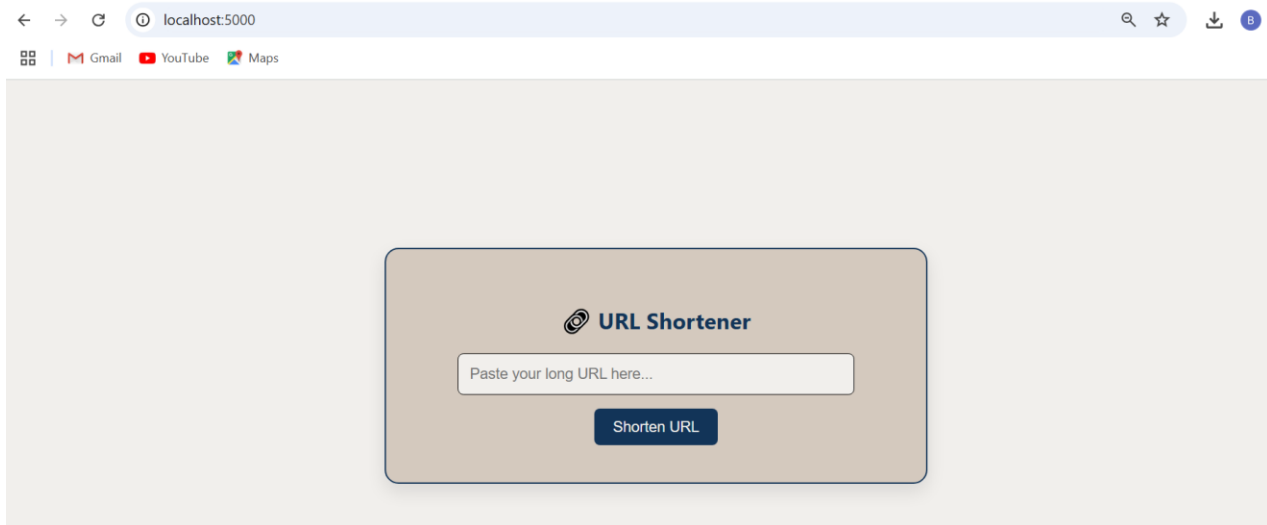 localhost:5000
B
Gmail YouTube Maps
URL Shortener
Paste your long URL here...
Shorten URL